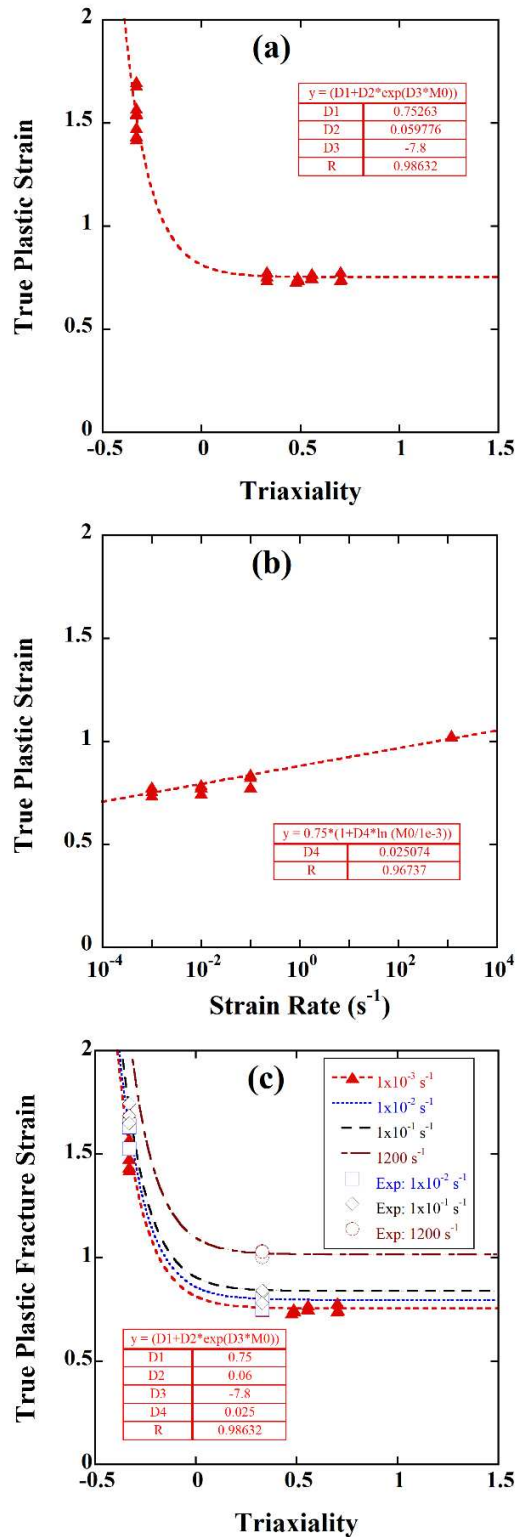 (a)
2
1.5
1
0.5
0
True Plastic Strain
y = (D1+D2*exp(D3*M0))
D1 0.75263
D2 0.059776
D3 -7.8
R 0.98632
-0.5 0 0.5 1 1.5
Triaxiality
(b)
2
1.5
1
0.5
0
True Plastic Strain
y = 0.75*(1+D4*ln (M0/1e-3))
D4 0.025074
R 0.96737
10⁻⁴ 10⁻² 10⁰ 10² 10⁴
Strain Rate (s⁻¹)
(c)
2
1.5
1
0.5
0
True Plastic Fracture Strain
1x10⁻³ s⁻¹
1x10⁻² s⁻¹
1x10⁻¹ s⁻¹
1200 s⁻¹
Exp: 1x10⁻² s⁻¹
Exp: 1x10⁻¹ s⁻¹
Exp: 1200 s⁻¹
y = (D1+D2*exp(D3*M0))
D1 0.75
D2 0.06
D3 -7.8
D4 0.025
R 0.98632
-0.5 0 0.5 1 1.5
Triaxiality